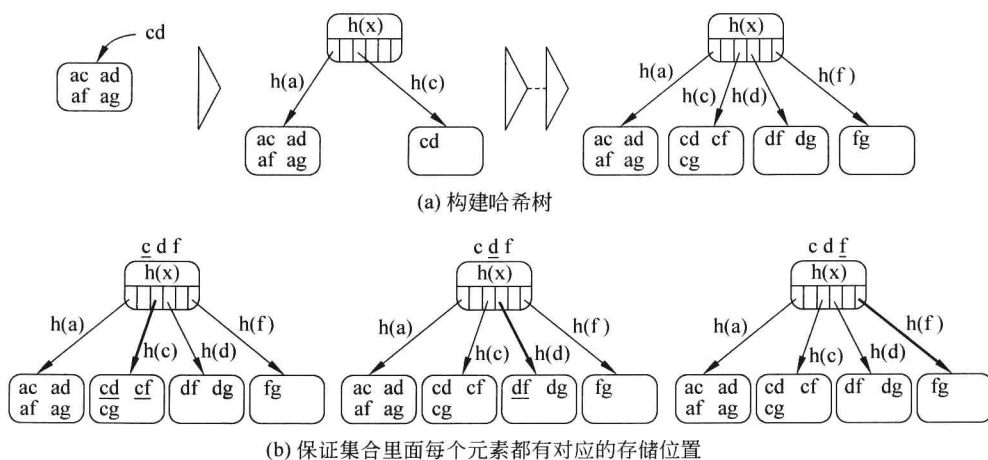 cd
ac ad
af ag
h(x)
h(a)
h(c)
ac ad
af ag
cd
h(x)
h(a)
h(c)
h(d)
h(f)
ac ad
af ag
cd cf
cg
df dg
fg
(a) 构建哈希树
c d f
h(x)
h(a)
h(c)
h(d)
h(f)
ac ad
af ag
cd cf
cg
df dg
fg
c d f
h(x)
h(a)
h(c)
h(d)
h(f)
ac ad
af ag
cd cf
cg
df dg
fg
c d f
h(x)
h(a)
h(c)
h(d)
h(f)
ac ad
af ag
cd cf
cg
df dg
fg
(b) 保证集合里面每个元素都有对应的存储位置